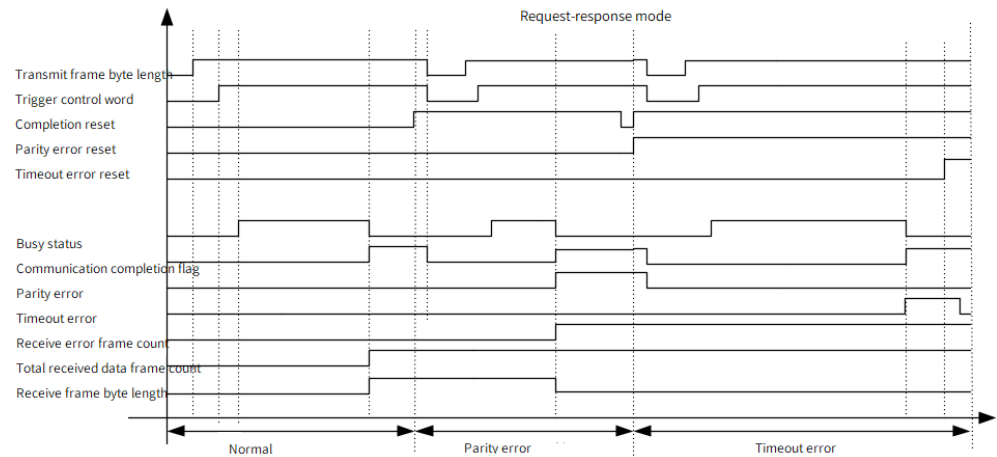 Request-response mode
Transmit frame byte length
Trigger control word
Completion reset
Parity error reset
Timeout error reset
Busy status
Communication completion flag
Parity error
Timeout error
Receive error frame count
Total received data frame count
Receive frame byte length
Normal
Parity error
Timeout error